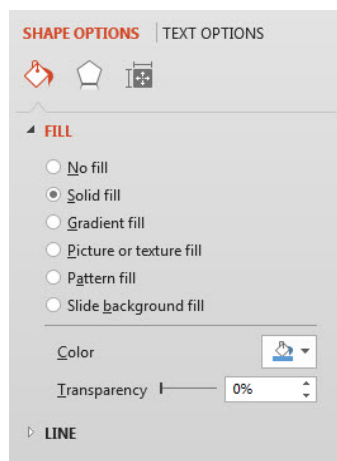 SHAPE OPTIONS TEXT OPTIONS
FILL
No fill
Solid fill
Gradient fill
Picture or texture fill
Pattern fill
Slide background fill
Color
Transparency 0%
LINE